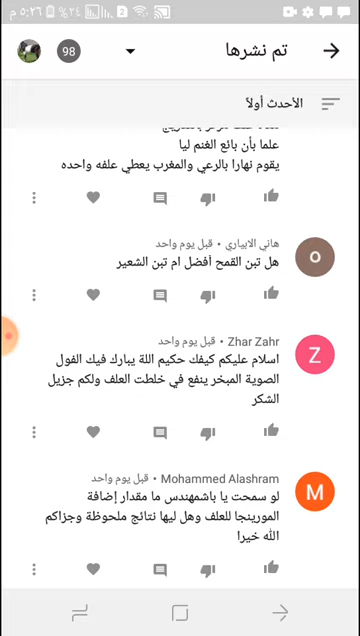 ٥:٢٦ م
٢٤٪
2
تم نشرها
98
الأحدث أولاً
علما بأن بائع الغنم ليا
يقوم نهارا بالرعي والمغرب يعطي علفه واحده
هاني الابياري • قبل يوم واحد
هل تبن القمح أفضل ام تبن الشعير
o
Zhar Zahr • قبل يوم واحد
اسلام عليكم كيفك حكيم اللة يبارك فيك الفول
الصوية المبخر ينفع في خلطت العلف ولكم جزيل
الشكر
Z
Mohammed Alashram • قبل يوم واحد
لو سمحت يا باشمهندس ما مقدار إضافة
المورينجا للعلف وهل ليها نتائج ملحوظة وجزاكم
الله خيرا
M